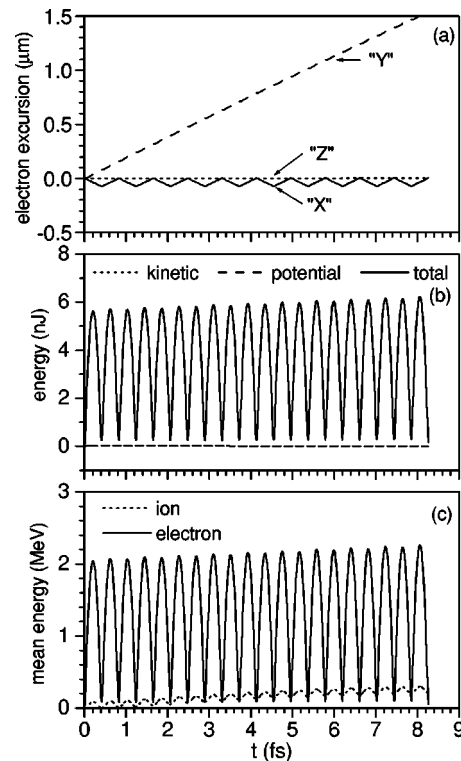 1.5
(a)
"Y"
1.0
electron excursion (μm)
0.5
"Z"
0.0
"X"
-0.5
8
kinetic potential total
(b)
6
energy (nJ)
4
2
0
3
ion
(c)
electron
mean energy (MeV)
2
1
0
0 1 2 3 4 5 6 7 8 9
t (fs)